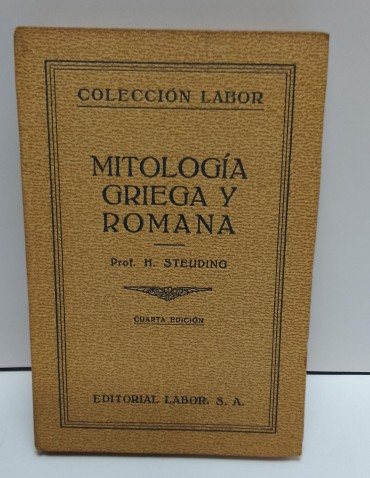 COLECCIÓN LABOR
MITOLOGÍA
GRIEGA Y
ROMANA
Prof. H. STEUDING
CUARTA EDICIÓN
EDITORIAL LABOR, S. A.